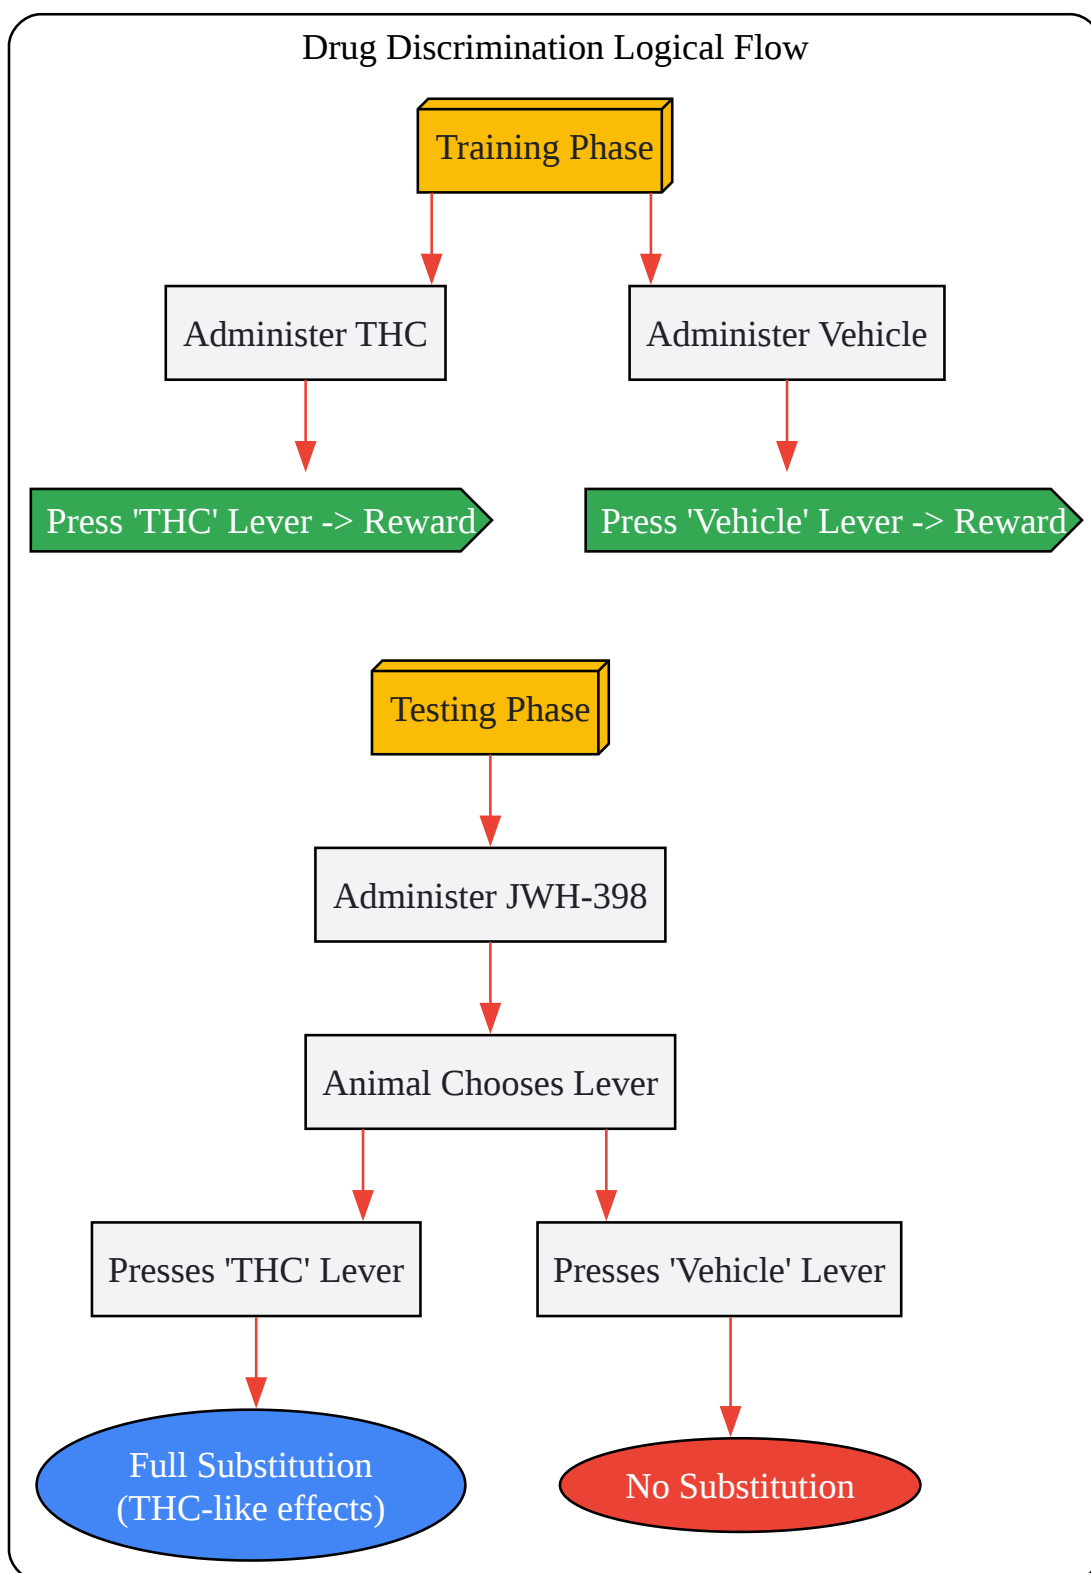 Drug Discrimination Logical Flow
Training Phase
Administer THC
Administer Vehicle
Press 'THC' Lever -> Reward
Press 'Vehicle' Lever -> Reward
Testing Phase
Administer JWH-398
Animal Chooses Lever
Presses 'THC' Lever
Presses 'Vehicle' Lever
Full Substitution
(THC-like effects)
No Substitution